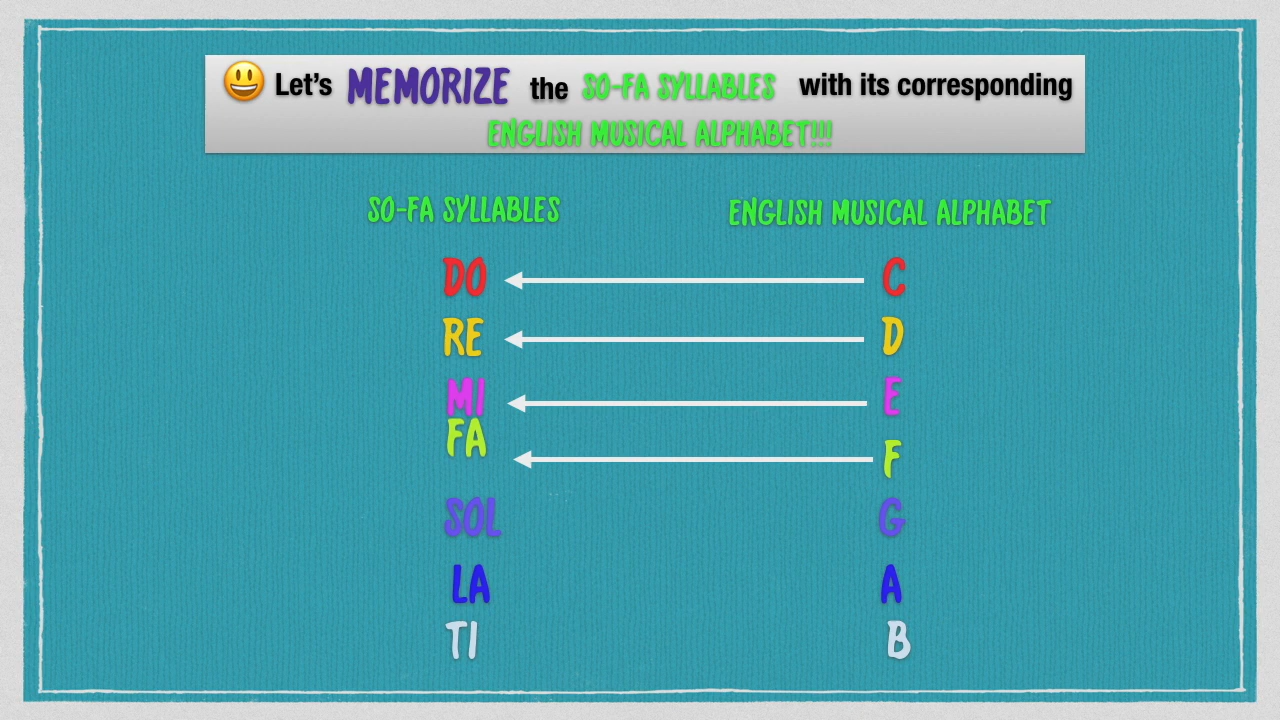 Let's MEMORIZE the SO-FA SYLLABLES with its corresponding
ENGLISH MUSICAL ALPHABET!!!
SO-FA SYLLABLES ENGLISH MUSICAL ALPHABET
DO C
RE D
MI E
FA F
SOL G
LA A
TI B